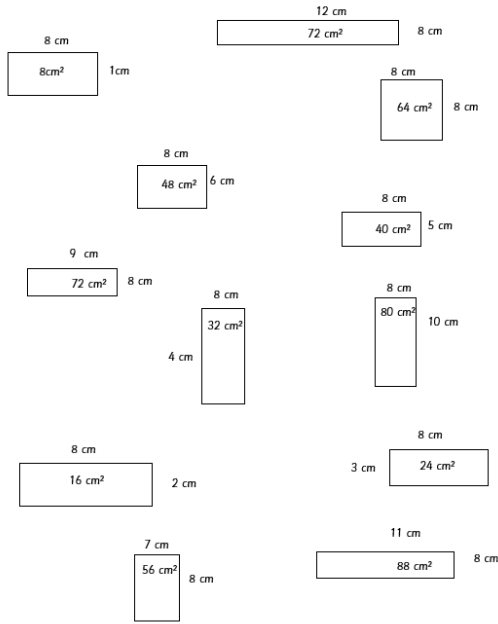 12 cm
72 cm²
8 cm
8 cm
8cm²
1cm
8 cm
64 cm²
8 cm
8 cm
48 cm²
6 cm
8 cm
40 cm²
5 cm
9 cm
72 cm²
8 cm
8 cm
32 cm²
4 cm
8 cm
80 cm²
10 cm
8 cm
16 cm²
2 cm
8 cm
3 cm
24 cm²
7 cm
56 cm²
8 cm
11 cm
88 cm²
8 cm